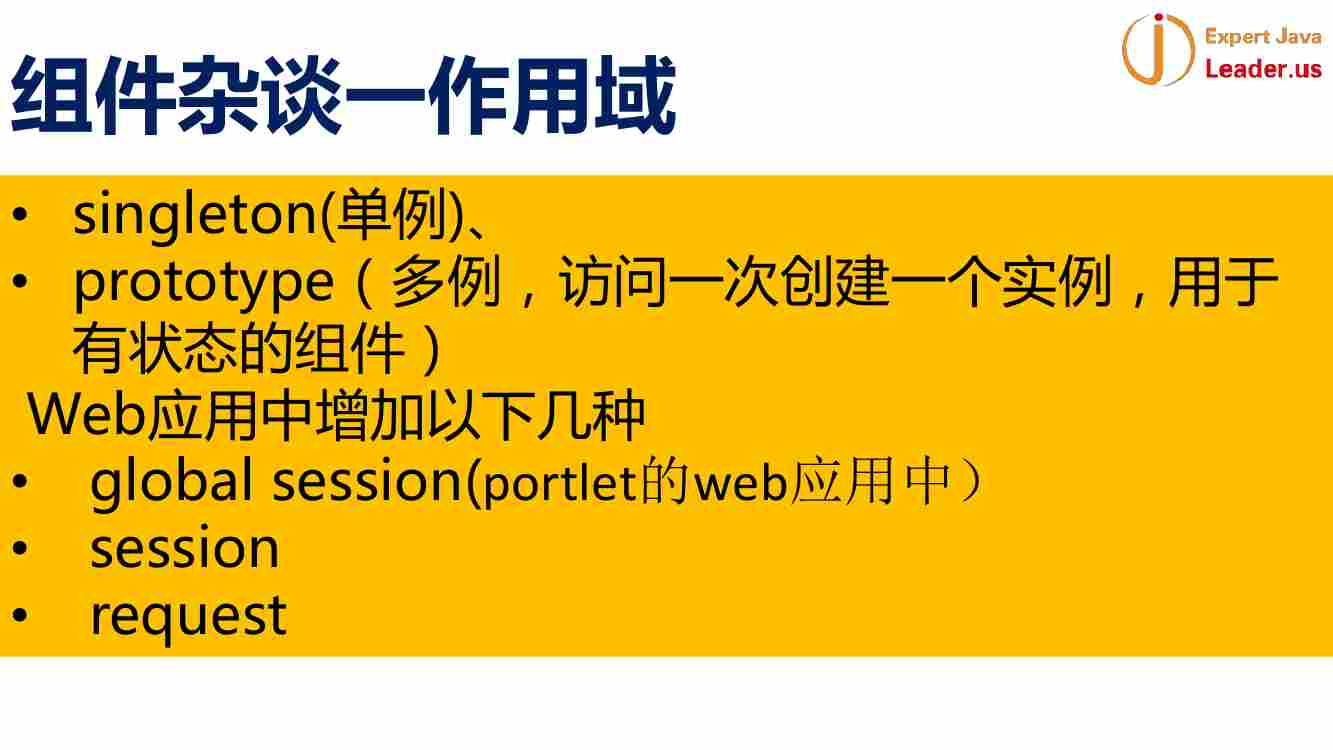 Expert Java
Leader.us
组件杂谈一作用域
• singleton(单例)、
• prototype（多例，访问一次创建一个实例，用于
有状态的组件）
Web应用中增加以下几种
• global session(portlet的web应用中）
• session
• request